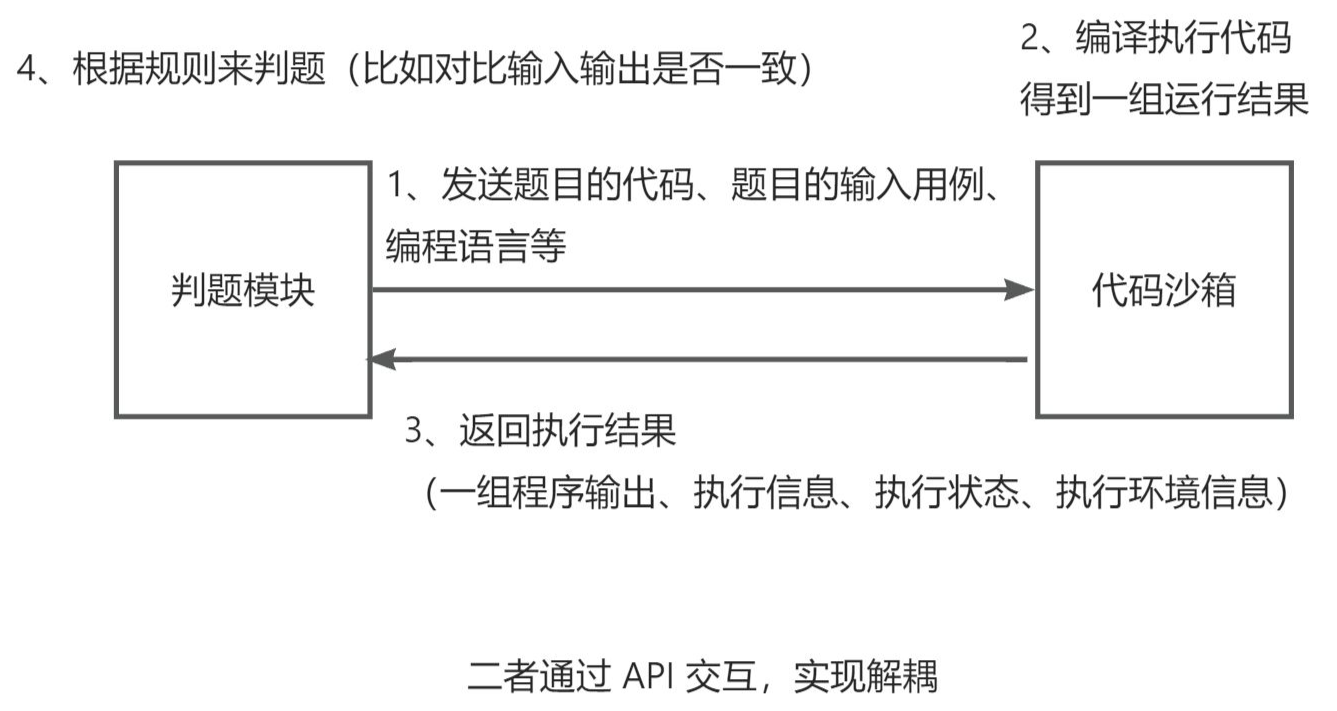 4、根据规则来判题（比如对比输入输出是否一致）
2、编译执行代码
得到一组运行结果
1、发送题目的代码、题目的输入用例、
编程语言等
判题模块
代码沙箱
3、返回执行结果
（一组程序输出、执行信息、执行状态、执行环境信息）
二者通过 API 交互，实现解耦